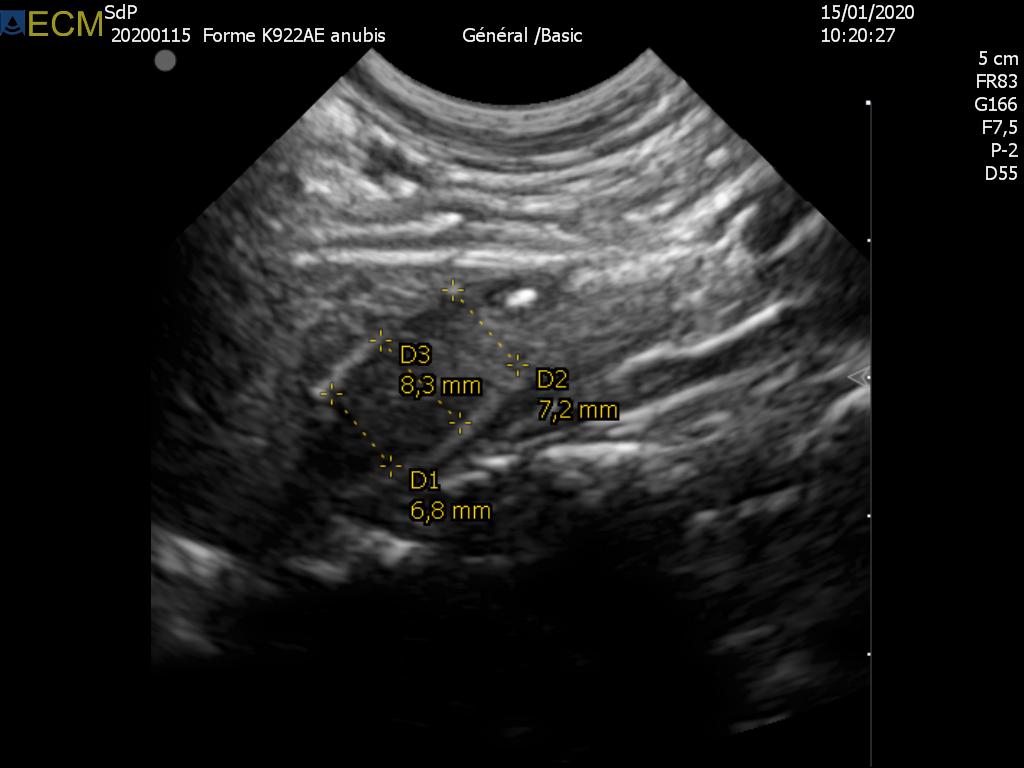 ECM
SdP
20200115 Forme K922AE anubis
Général /Basic
15/01/2020
10:20:27
5 cm
FR83
G166
F7,5
P-2
D55
D3
8,3 mm
D2
7,2 mm
D1
6,8 mm